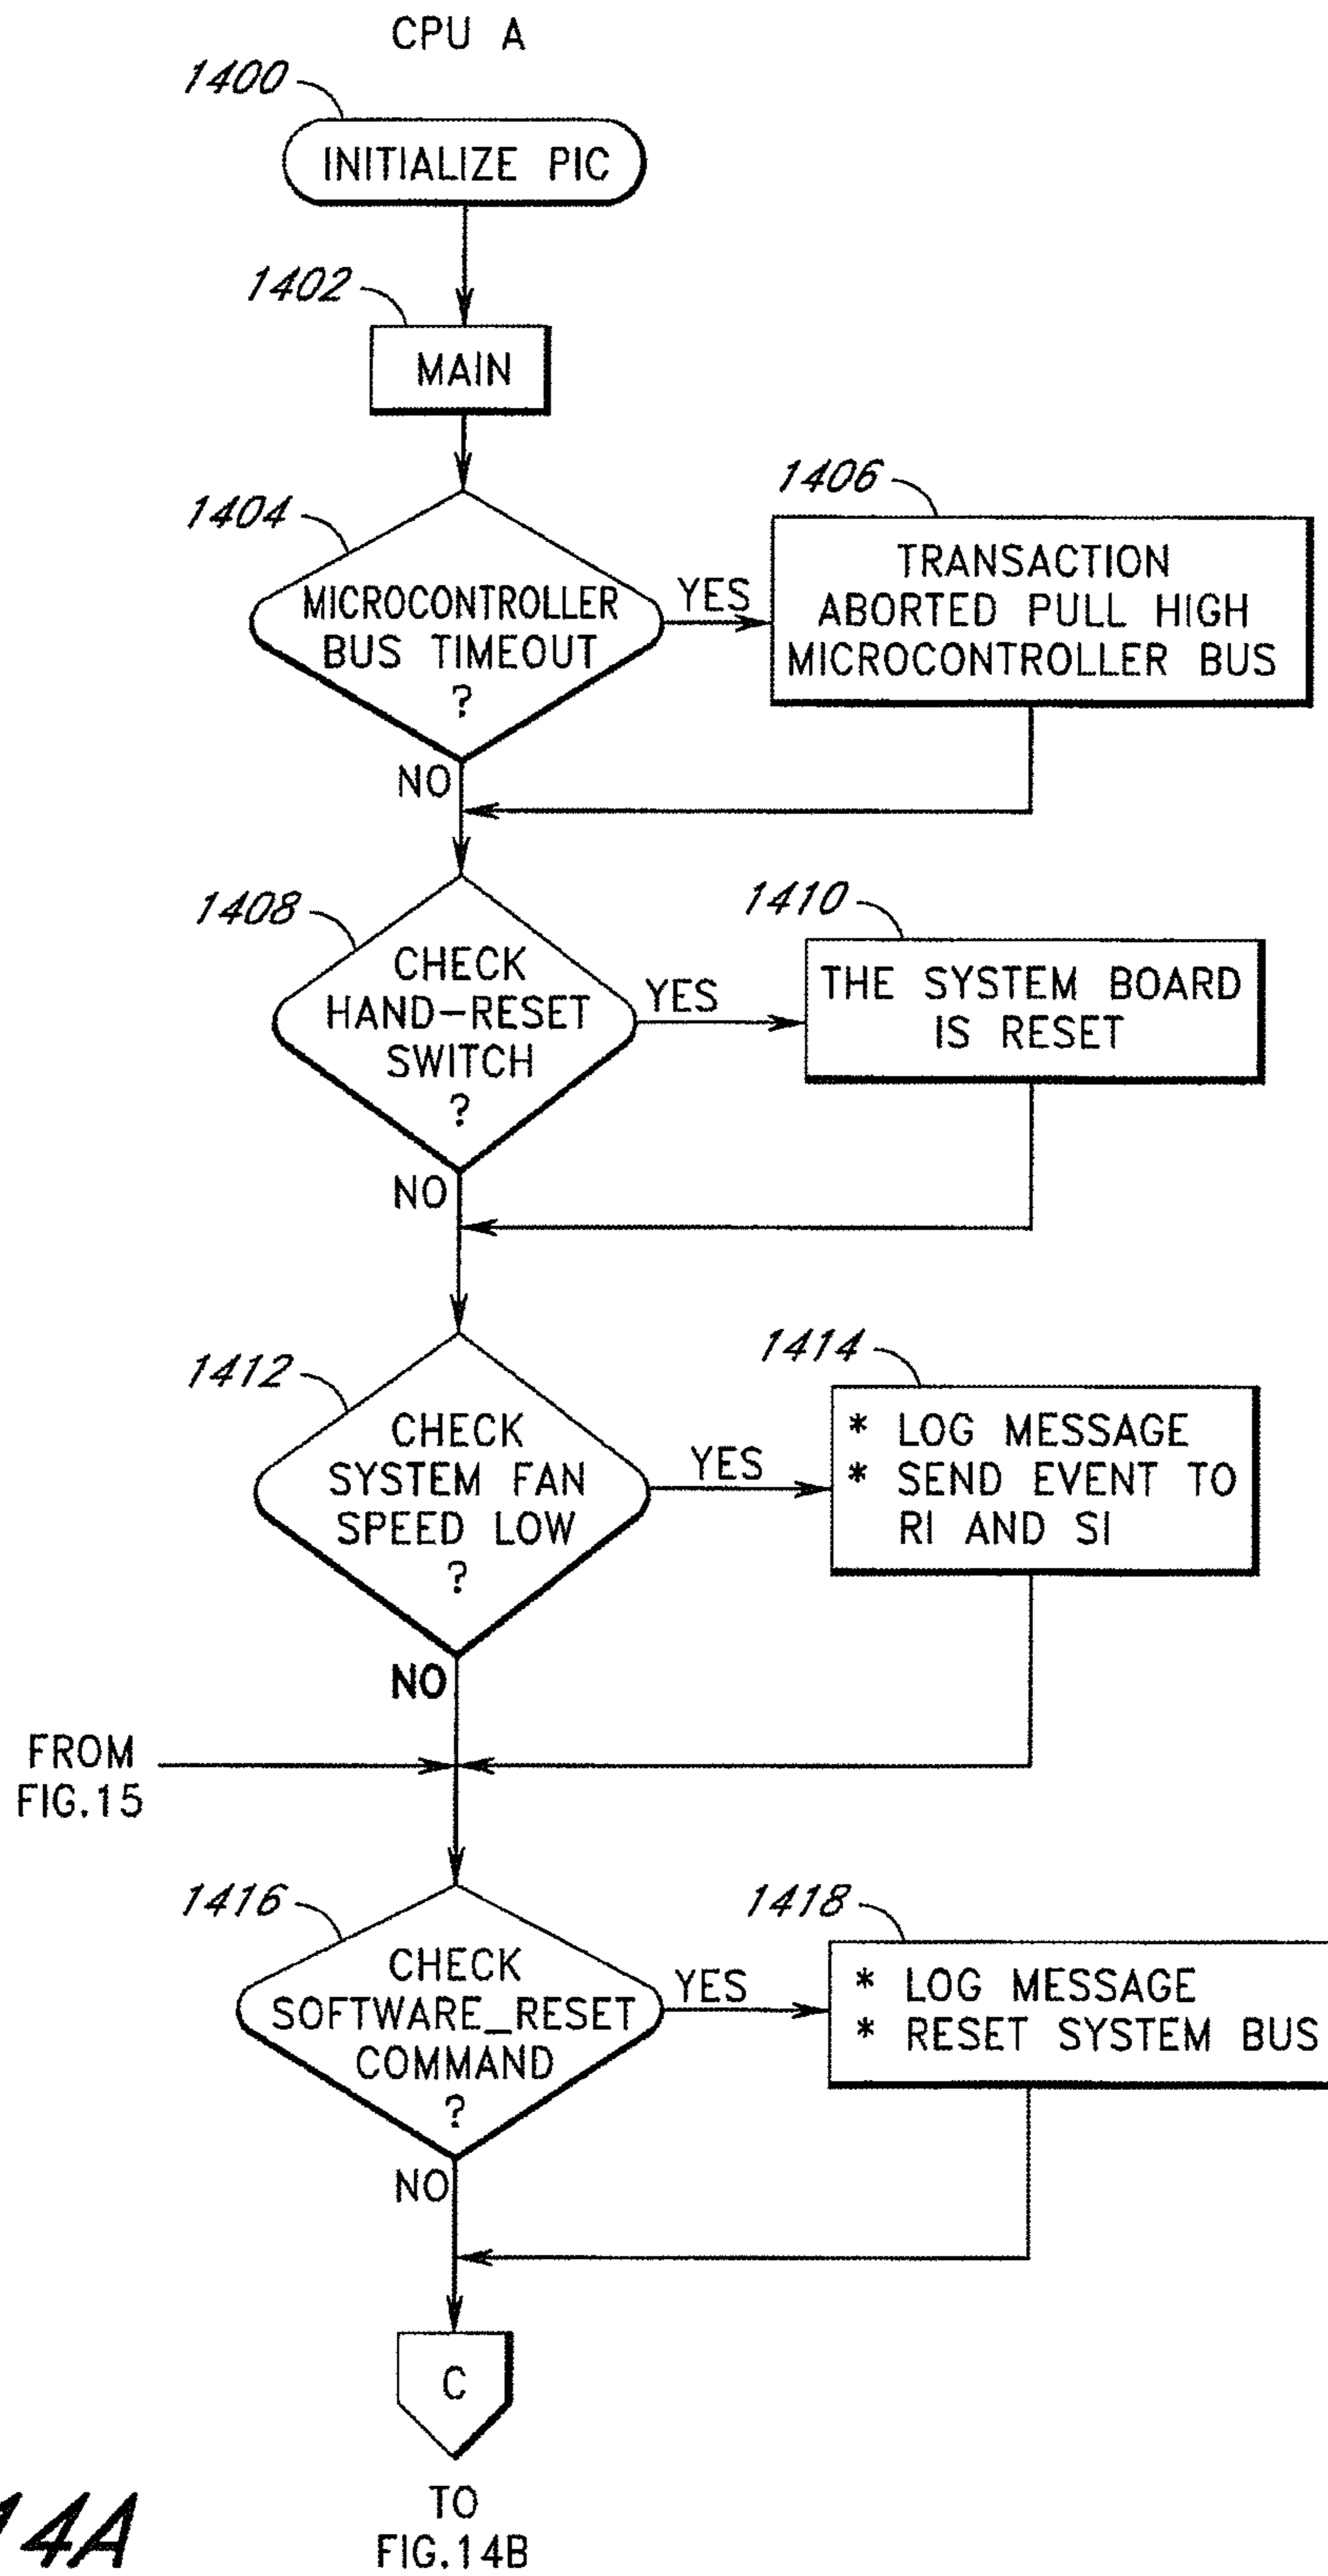 CPU A
1400
INITIALIZE PIC
1402
MAIN
1404
MICROCONTROLLER
BUS TIMEOUT
?
YES
1406
TRANSACTION
ABORTED PULL HIGH
MICROCONTROLLER BUS
NO
1408
CHECK
HAND-RESET
SWITCH
?
YES
1410
THE SYSTEM BOARD
IS RESET
NO
1412
CHECK
SYSTEM FAN
SPEED LOW
?
YES
1414
* LOG MESSAGE
* SEND EVENT TO
RI AND SI
NO
FROM
FIG.15
1416
CHECK
SOFTWARE_RESET
COMMAND
?
YES
1418
* LOG MESSAGE
* RESET SYSTEM BUS
NO
C
TO
FIG.14B
14A